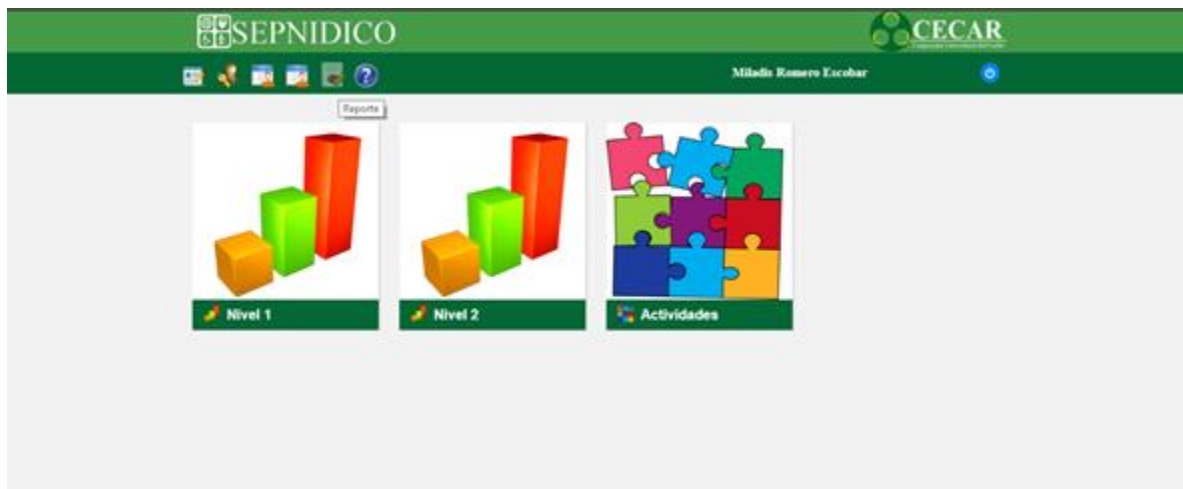 SEPNIDICO
CECAR
Miladis Romero Escobar
Reporte
Nivel 1
Nivel 2
Actividades